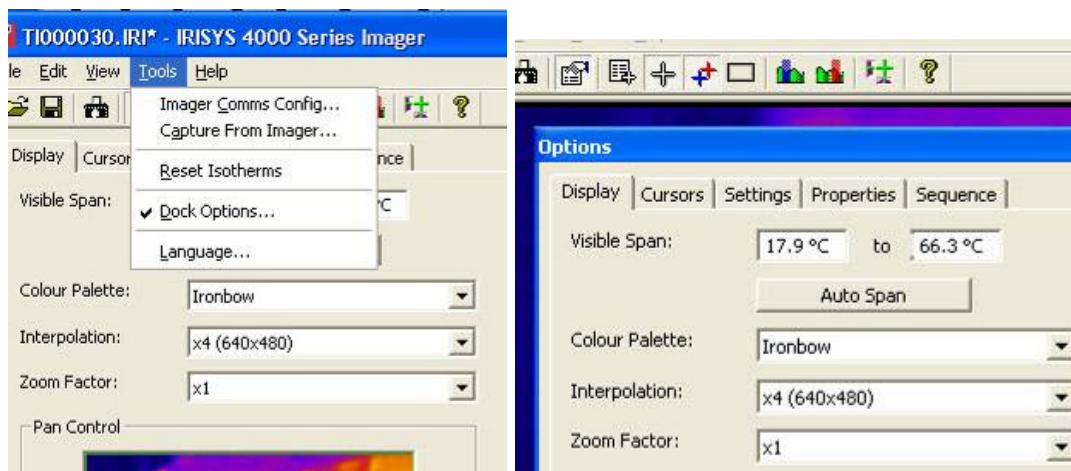 TI000030.IRI* - IRISYS 4000 Series Imager
le Edit View Tools Help
Imager Comms Config...
Capture From Imager...
Reset Isotherms
Dock Options...
Language...
Display Cursor nce
Visible Span: °C
Colour Palette: Ironbow
Interpolation: x4 (640x480)
Zoom Factor: x1
Pan Control
Options
Display Cursors Settings Properties Sequence
Visible Span: 17.9 °C to 66.3 °C
Auto Span
Colour Palette: Ironbow
Interpolation: x4 (640x480)
Zoom Factor: x1